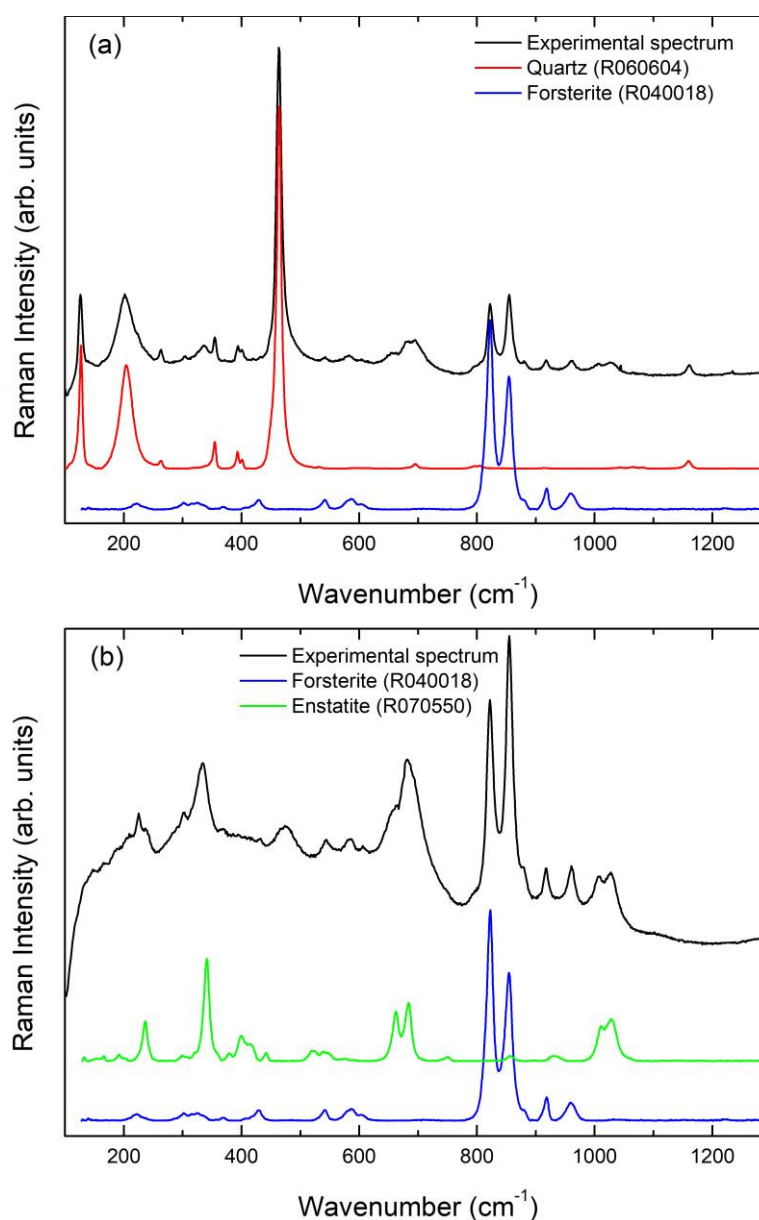 (a)
Experimental spectrum
Quartz (R060604)
Forsterite (R040018)
Raman Intensity (arb. units)
200 400 600 800 1000 1200
Wavenumber (cm⁻¹)
(b)
Experimental spectrum
Forsterite (R040018)
Enstatite (R070550)
Raman Intensity (arb. units)
200 400 600 800 1000 1200
Wavenumber (cm⁻¹)